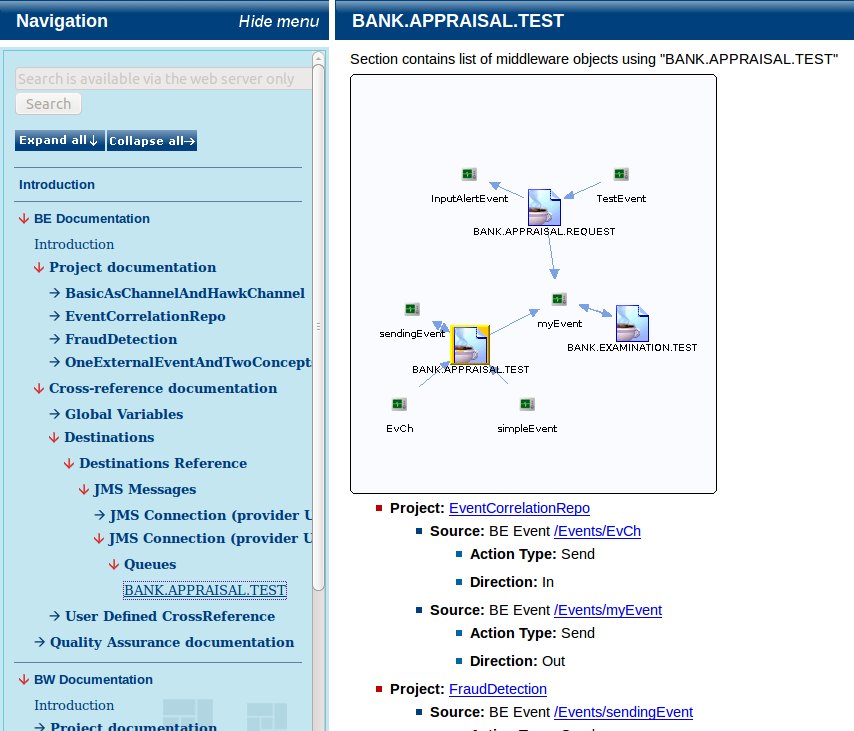 Navigation
Hide menu
Search is available via the web server only
Search
Expand all↓
Collapse all→
Introduction
BE Documentation
Introduction
Project documentation
BasicAsChannelAndHawkChannel
EventCorrelationRepo
FraudDetection
OneExternalEventAndTwoConcept
Cross-reference documentation
Global Variables
Destinations
Destinations Reference
JMS Messages
JMS Connection (provider U
JMS Connection (provider U
Queues
BANK.APPRAISAL.TEST
User Defined CrossReference
Quality Assurance documentation
BW Documentation
Introduction
Project documentation
BANK.APPRAISAL.TEST
Section contains list of middleware objects using "BANK.APPRAISAL.TEST"
InputAlertEvent
TestEvent
BANK.APPRAISAL.REQUEST
sendingEvent
myEvent
BANK.EXAMINATION.TEST
BANK.APPRAISAL.TEST
EvCh
simpleEvent
Project: EventCorrelationRepo
Source: BE Event /Events/EvCh
Action Type: Send
Direction: In
Source: BE Event /Events/myEvent
Action Type: Send
Direction: Out
Project: FraudDetection
Source: BE Event /Events/sendingEvent